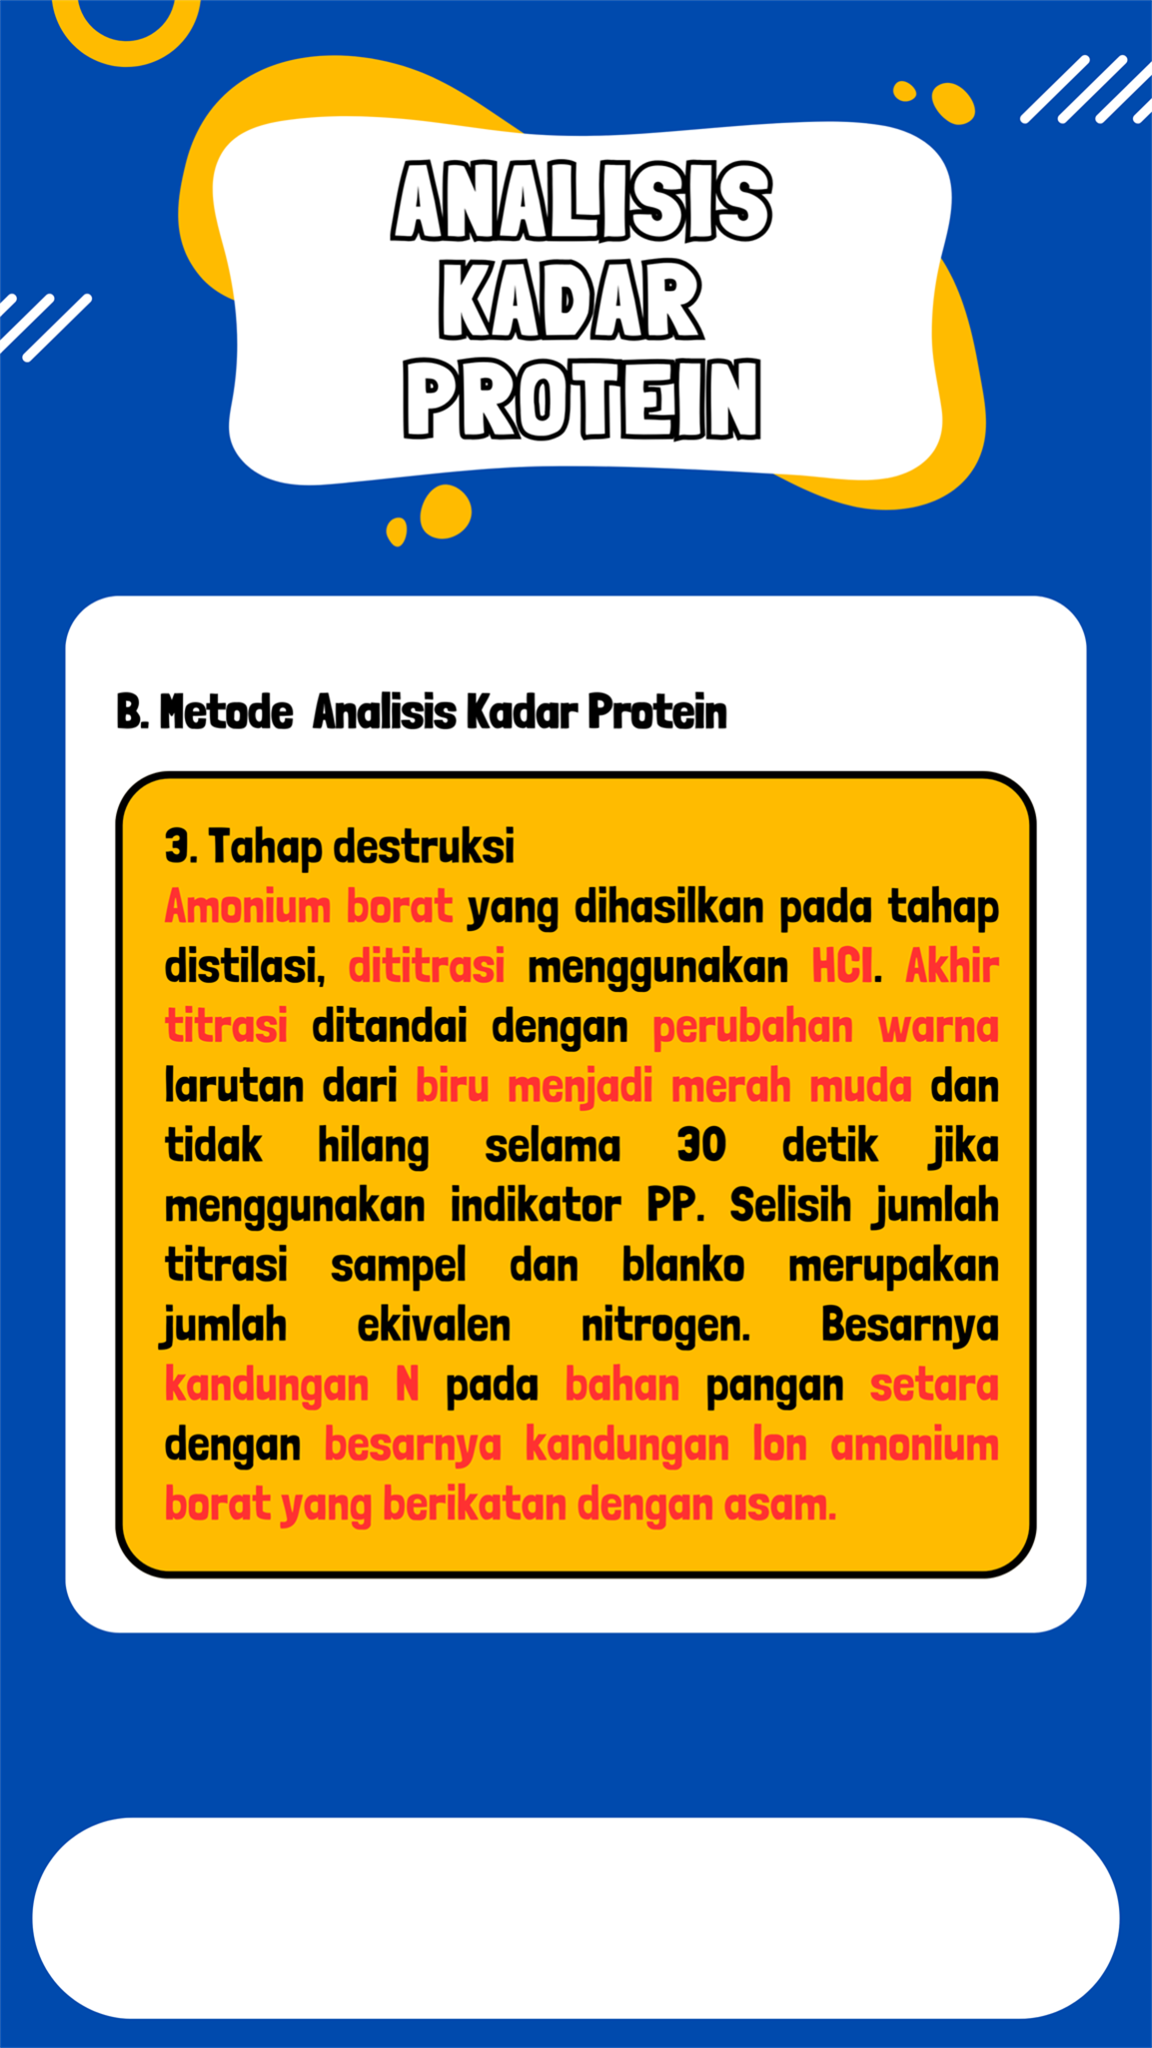 ANALISIS
KADAR
PROTEIN
B. Metode Analisis Kadar Protein
3. Tahap destruksi
Amonium borat yang dihasilkan pada tahap
distilasi, dititrasi menggunakan HCl. Akhir
titrasi ditandai dengan perubahan warna
larutan dari biru menjadi merah muda dan
tidak hilang selama 30 detik jika
menggunakan indikator PP. Selisih jumlah
titrasi sampel dan blanko merupakan
jumlah ekivalen nitrogen. Besarnya
kandungan N pada bahan pangan setara
dengan besarnya kandungan Ion amonium
borat yang berikatan dengan asam.